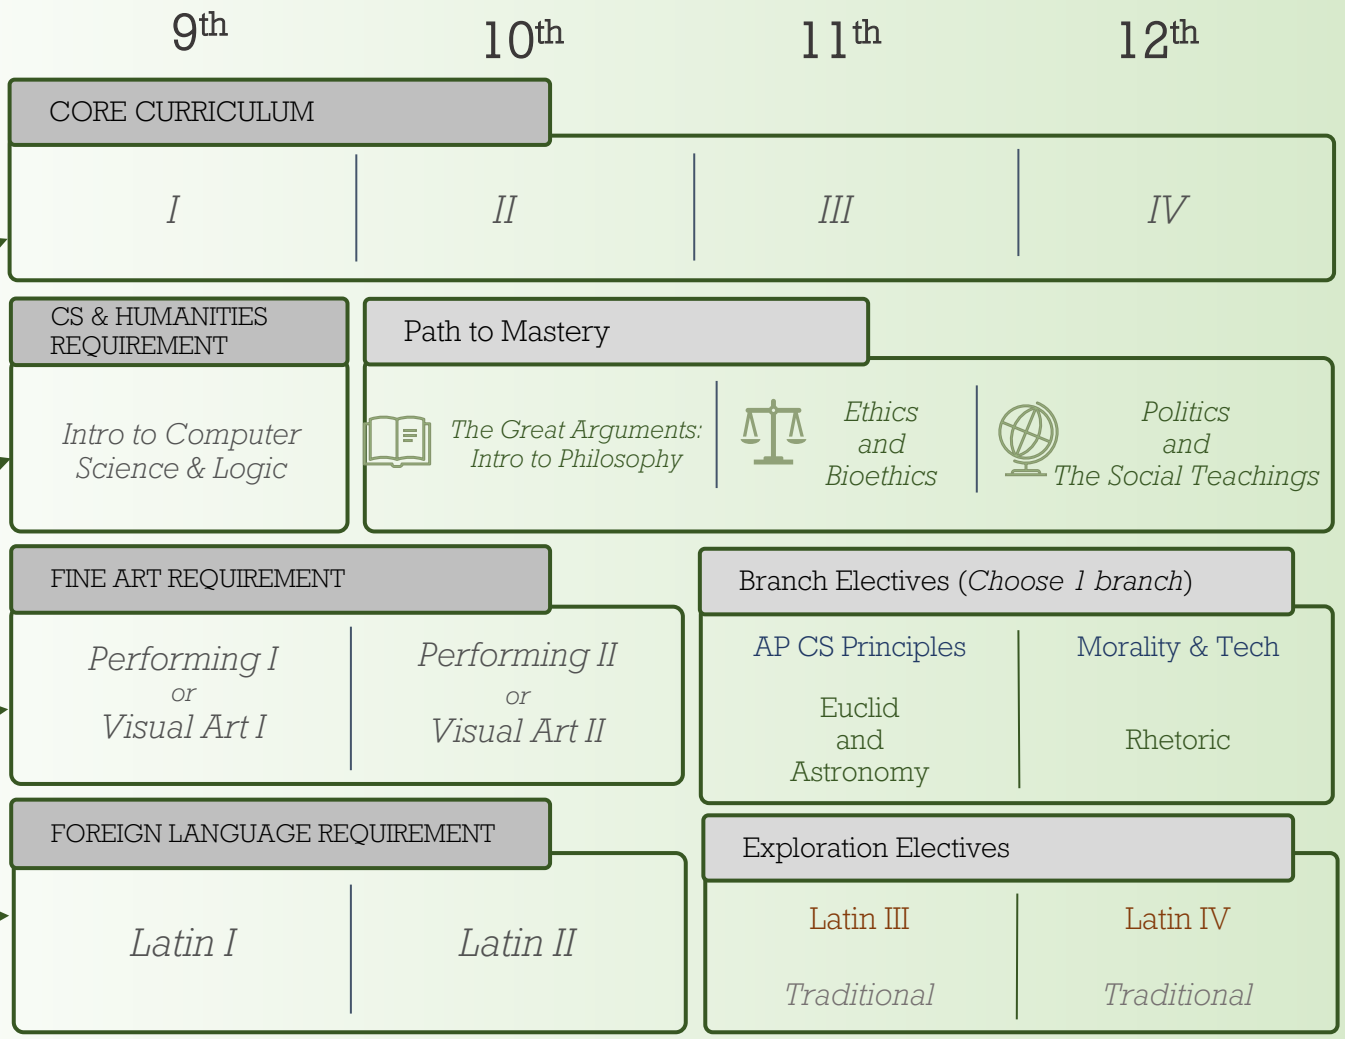 9th
10th
11th
12th
CORE CURRICULUM
I
II
III
IV
CS & HUMANITIES
REQUIREMENT
Intro to Computer
Science & Logic
Path to Mastery
The Great Arguments:
Intro to Philosophy
Ethics
and
Bioethics
Politics
and
The Social Teachings
FINE ART REQUIREMENT
Performing I
or
Visual Art I
Performing II
or
Visual Art II
Branch Electives (Choose 1 branch)
AP CS Principles
Euclid
and
Astronomy
Morality & Tech
Rhetoric
FOREIGN LANGUAGE REQUIREMENT
Latin I
Latin II
Exploration Electives
Latin III
Traditional
Latin IV
Traditional